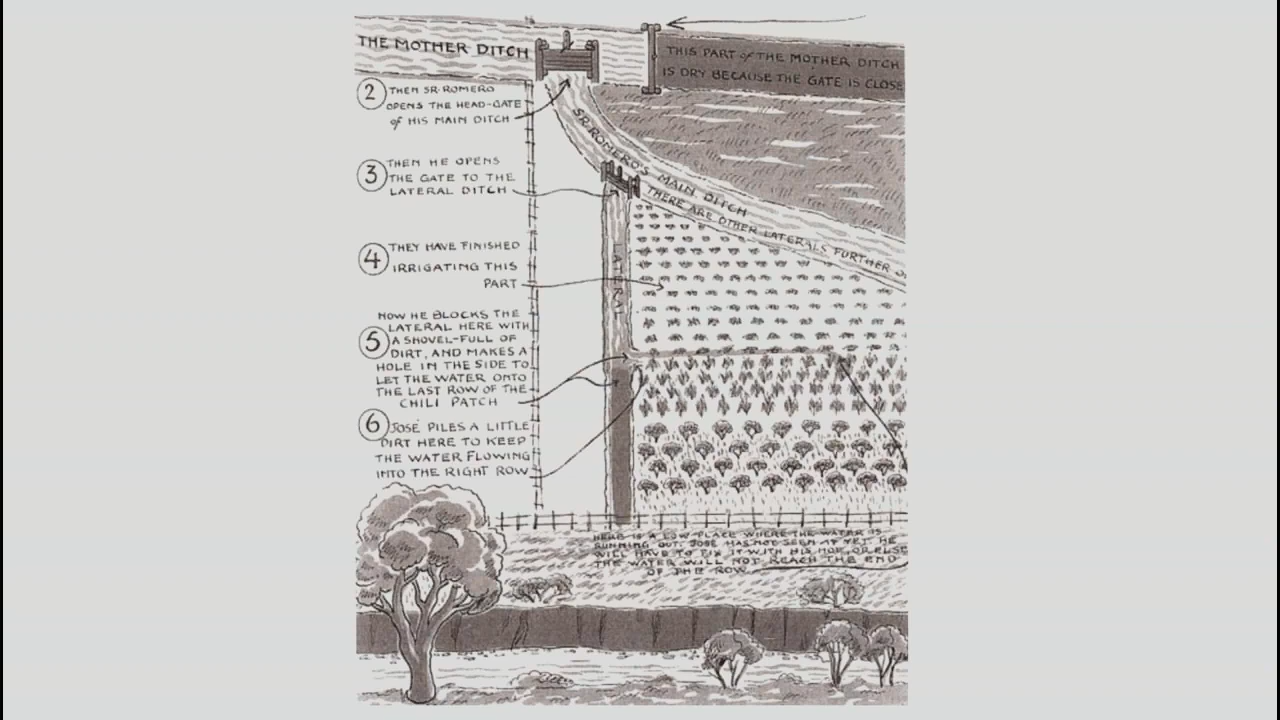 THE MOTHER DITCH
THIS PART of THE MOTHER DITCH
IS DRY BECAUSE THE GATE IS CLOSE
2 THEN SR·ROMERO
OPENS THE HEAD-GATE
of HIS MAIN DITCH
SR·ROMERO'S MAIN DITCH
THERE ARE OTHER LATERALS FURTHER
3 THEN HE OPENS
THE GATE TO THE
LATERAL DITCH
LATERAL
4 THEY HAVE FINISHED
IRRIGATING THIS
PART
5 NOW HE BLOCKS THE
LATERAL HERE WITH
A SHOVEL-FULL OF
DIRT, AND MAKES A
HOLE IN THE SIDE TO
LET THE WATER ONTO
THE LAST ROW OF THE
CHILI PATCH
6 JOSÉ PILES A LITTLE
DIRT HERE TO KEEP
THE WATER FLOWING
INTO THE RIGHT ROW
HERE IS A LOW PLACE WHERE THE WATER IS
RUNNING OUT. JOSE HAS NOT SEEN IT YET. HE
WILL HAVE TO FIX IT WITH HIS HOE, OR ELSE
THE WATER WILL NOT REACH THE END
OF THE ROW